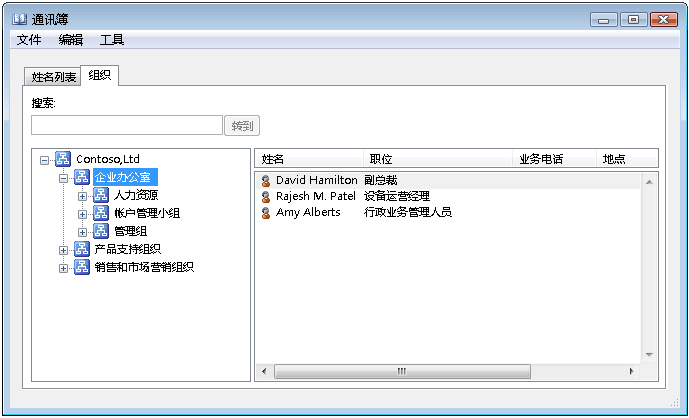 通讯簿
文件 编辑 工具
姓名列表 组织
搜索:
转到
Contoso,Ltd
企业办公室
人力资源
帐户管理小组
管理组
产品支持组织
销售和市场营销组织
姓名 职位 业务电话 地点
David Hamilton 副总裁
Rajesh M. Patel 设备运营经理
Amy Alberts 行政业务管理人员